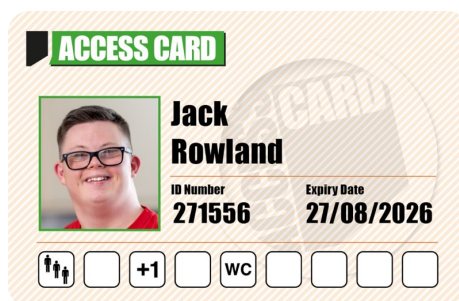 ACCESS CARD
Jack
Rowland
ID Number Expiry Date
271556 27/08/2026
+1 WC